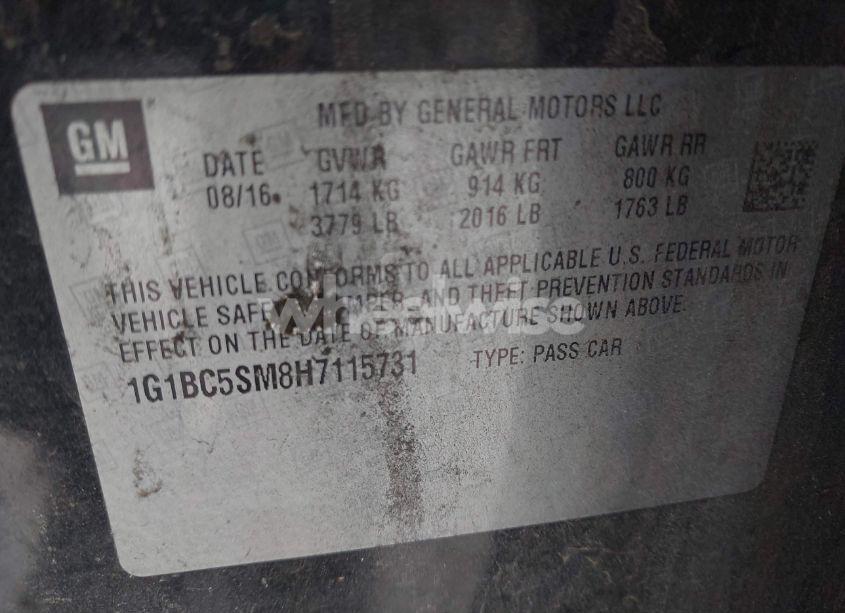 GM
MFD BY GENERAL MOTORS LLC
DATE GVWR GAWR FRT GAWR RR
08/16 1714 KG 914 KG 800 KG
3779 LB 2016 LB 1763 LB
THIS VEHICLE CONFORMS TO ALL APPLICABLE U.S. FEDERAL MOTOR
VEHICLE SAFETY, BUMPER, AND THEFT PREVENTION STANDARDS IN
EFFECT ON THE DATE OF MANUFACTURE SHOWN ABOVE.
1G1BC5SM8H7115731 TYPE: PASS CAR
wheelwise